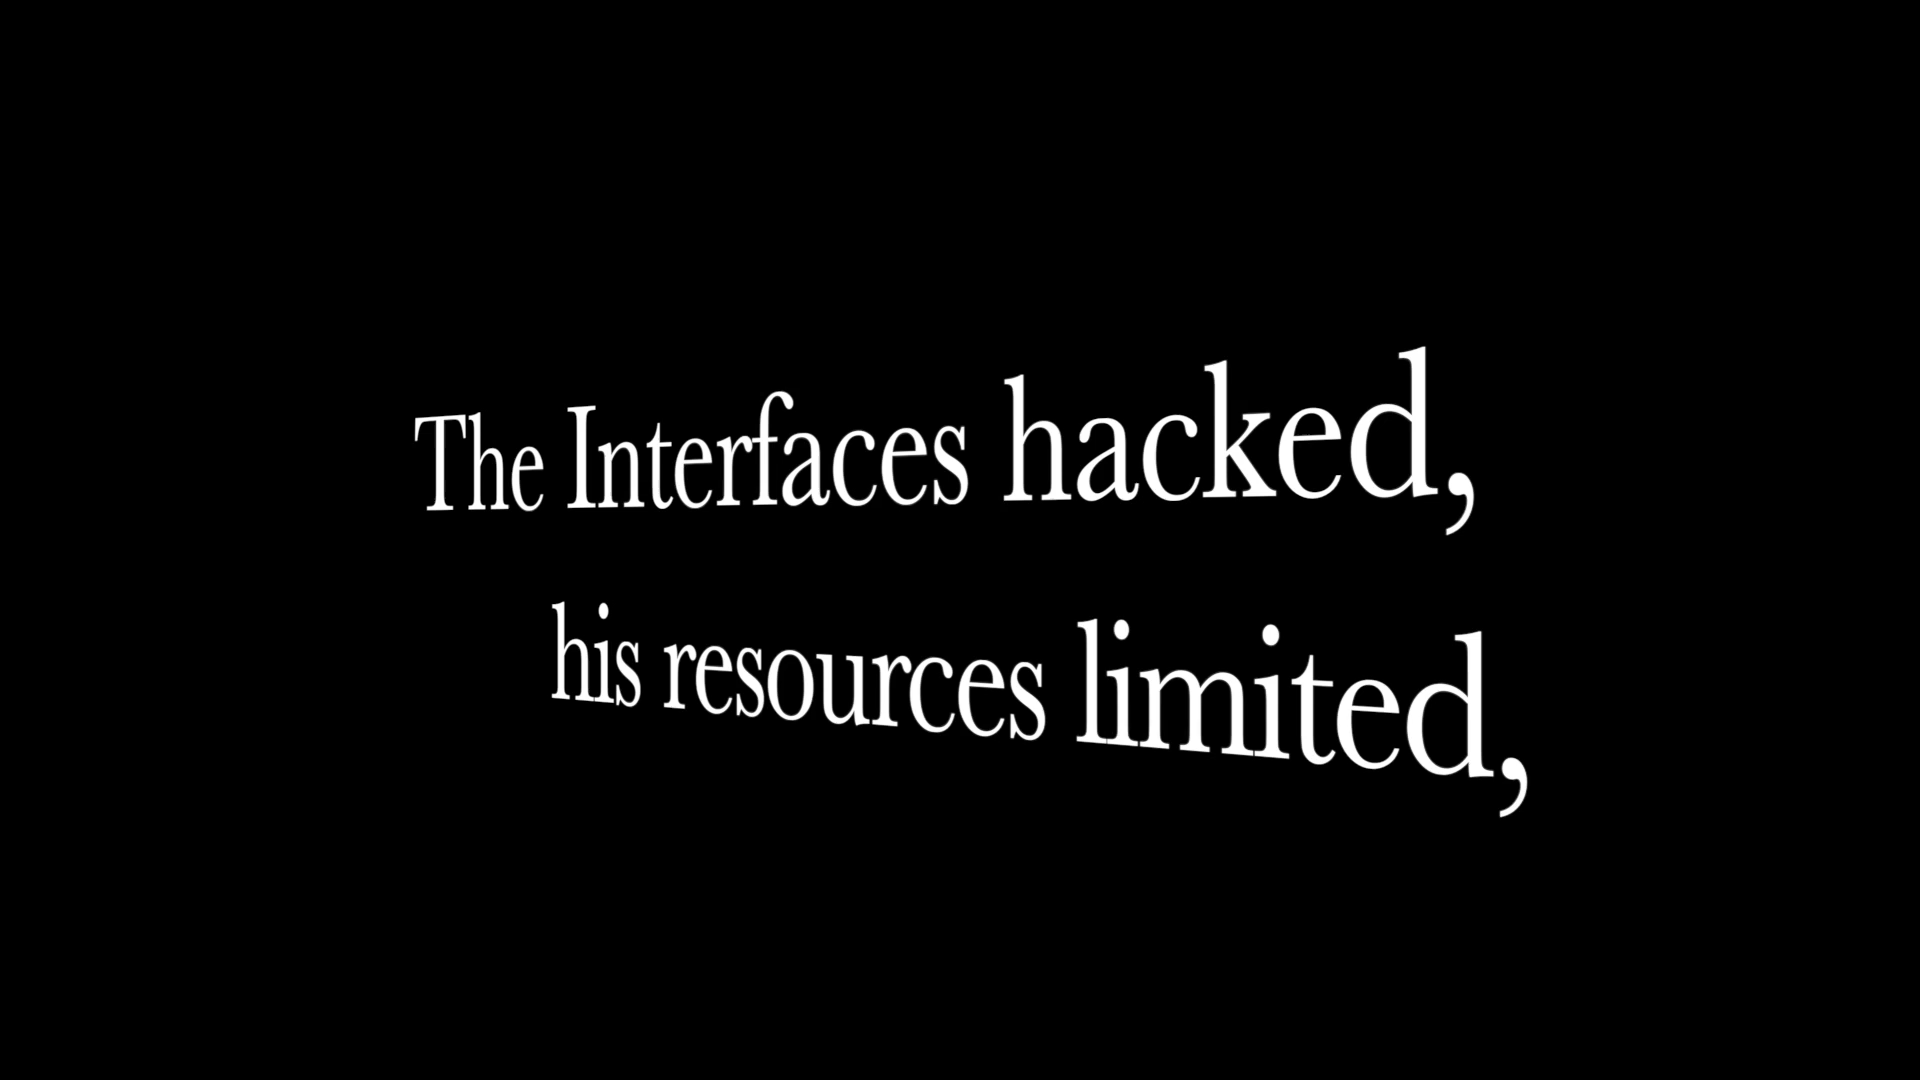 The Interfaces hacked,
his resources limited,